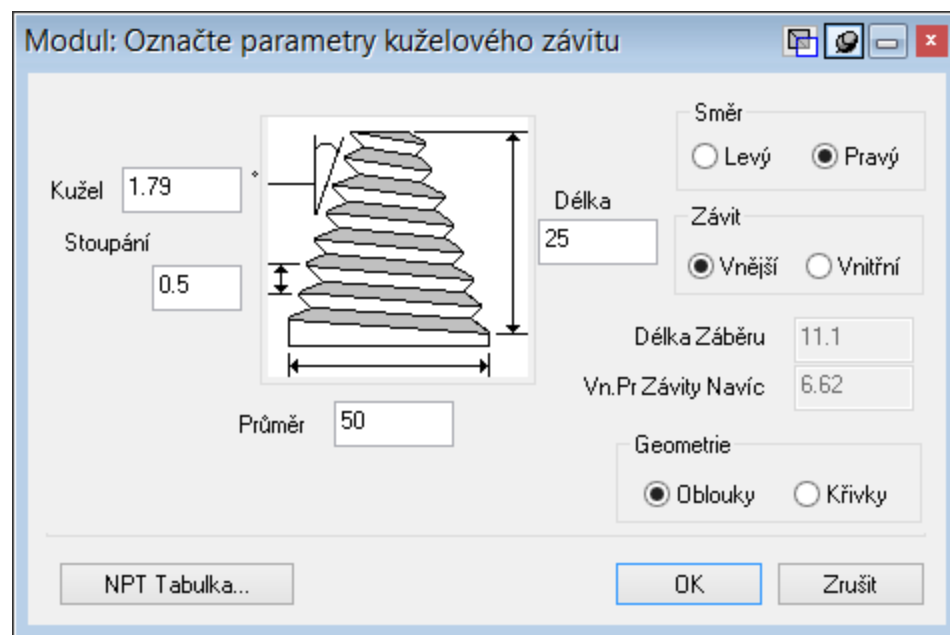 Modul: Označte parametry kuželového závitu
Směr
Levý Pravý
Kužel 1.79 °
Délka
25
Závit
Vnější Vnitřní
Stoupání
0.5
Délka Záběru 11.1
Vn.Pr Závity Navíc 6.62
Průměr 50
Geometrie
Oblouky Křivky
NPT Tabulka... OK Zrušit